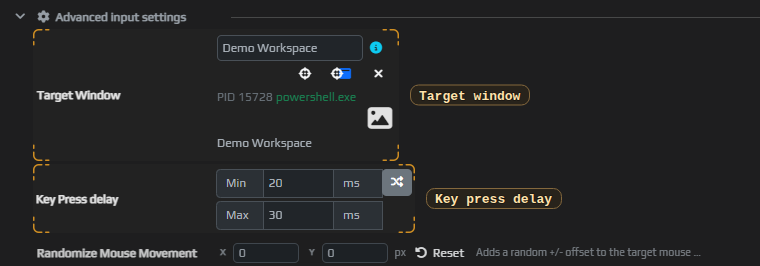 Advanced input settings
Demo Workspace
Target Window
PID 15728 powershell.exe
Target window
Demo Workspace
Key Press delay
Min 20 ms
Max 30 ms
Key press delay
Randomize Mouse Movement X 0 Y 0 px Reset Adds a random +/- offset to the target mouse ...